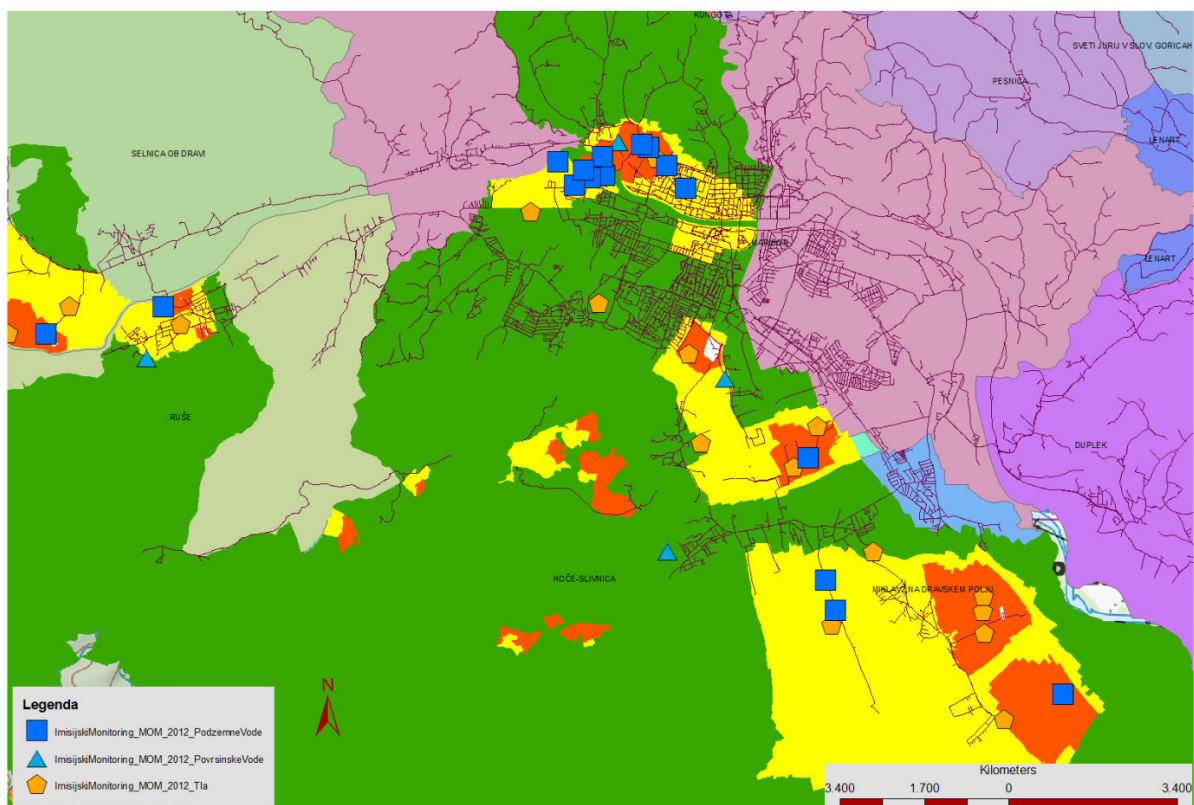 KUNGOTA
SVETI JURIJ V SLOV. GORICAH
PESNICA
LENART
SELNICA OB DRAVI
MARIBOR
LENART
RUŠE
DUPLEK
HOČE-SLIVNICA
MIKLAVŽ NA DRAVSKEM POLJU
N
Legenda
ImisijskiMonitoring_MOM_2012_PodzemneVode
ImisijskiMonitoring_MOM_2012_PovrsinskeVode
ImisijskiMonitoring_MOM_2012_Tla
Kilometers
3.400 1.700 0 3.400